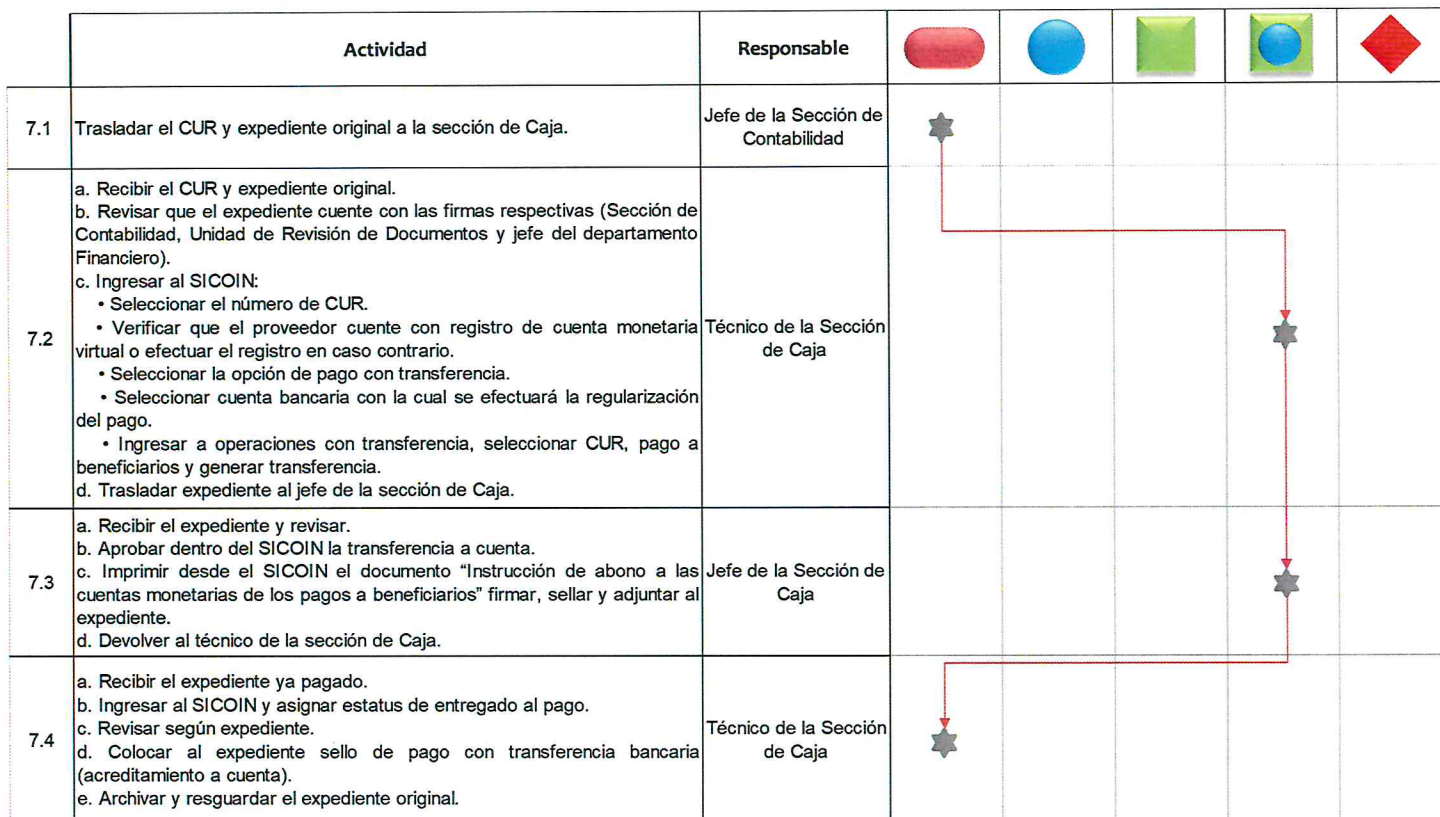 Actividad
Responsable
7.1
Trasladar el CUR y expediente original a la sección de Caja.
Jefe de la Sección de
Contabilidad
7.2
a. Recibir el CUR y expediente original.
b. Revisar que el expediente cuente con las firmas respectivas (Sección de
Contabilidad, Unidad de Revisión de Documentos y jefe del departamento
Financiero).
c. Ingresar al SICOIN:
• Seleccionar el número de CUR.
• Verificar que el proveedor cuente con registro de cuenta monetaria
virtual o efectuar el registro en caso contrario.
• Seleccionar la opción de pago con transferencia.
• Seleccionar cuenta bancaria con la cual se efectuará la regularización
del pago.
• Ingresar a operaciones con transferencia, seleccionar CUR, pago a
beneficiarios y generar transferencia.
d. Trasladar expediente al jefe de la sección de Caja.
Técnico de la Sección
de Caja
7.3
a. Recibir el expediente y revisar.
b. Aprobar dentro del SICOIN la transferencia a cuenta.
c. Imprimir desde el SICOIN el documento “Instrucción de abono a las
cuentas monetarias de los pagos a beneficiarios” firmar, sellar y adjuntar al
expediente.
d. Devolver al técnico de la sección de Caja.
Jefe de la Sección de
Caja
7.4
a. Recibir el expediente ya pagado.
b. Ingresar al SICOIN y asignar estatus de entregado al pago.
c. Revisar según expediente.
d. Colocar al expediente sello de pago con transferencia bancaria
(acreditamiento a cuenta).
e. Archivar y resguardar el expediente original.
Técnico de la Sección
de Caja